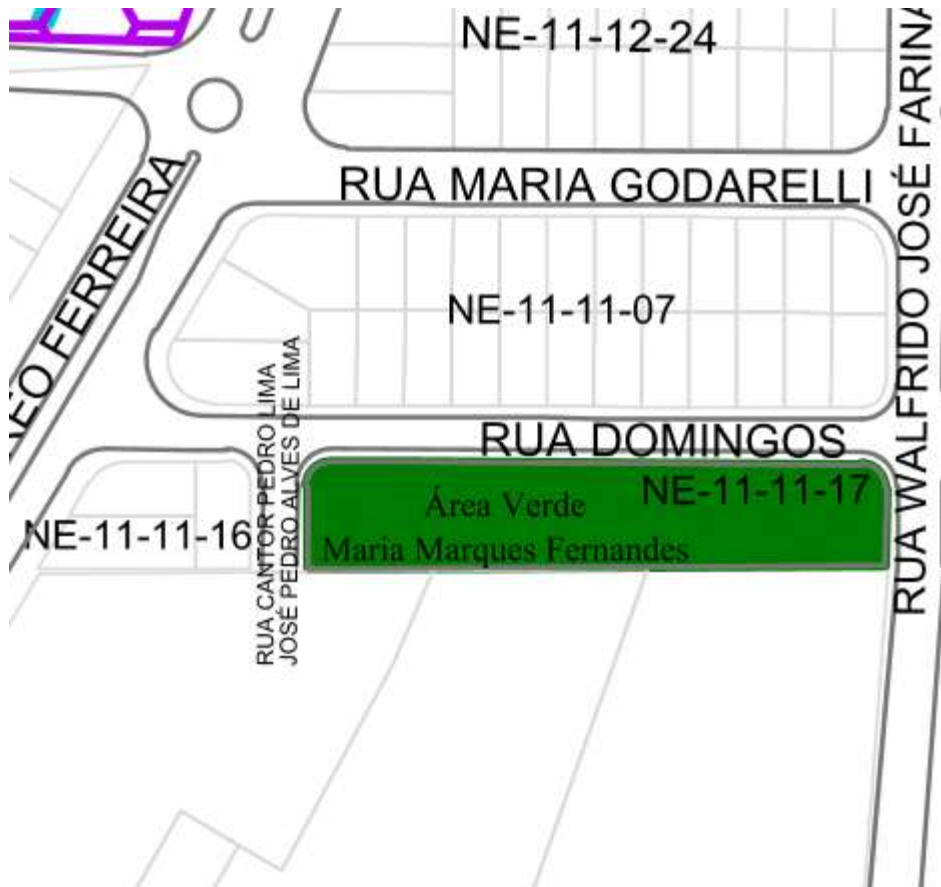 NE-11-12-24
RUA MARIA GODARELLI
RUA WALFRIDO JOSÉ FARINA
FERREIRA
NE-11-11-07
RUA CANTOR PEDRO LIMA
JOSÉ PEDRO ALVES DE LIMA
RUA DOMINGOS
NE-11-11-17
Área Verde
Maria Marques Fernandes
NE-11-11-16